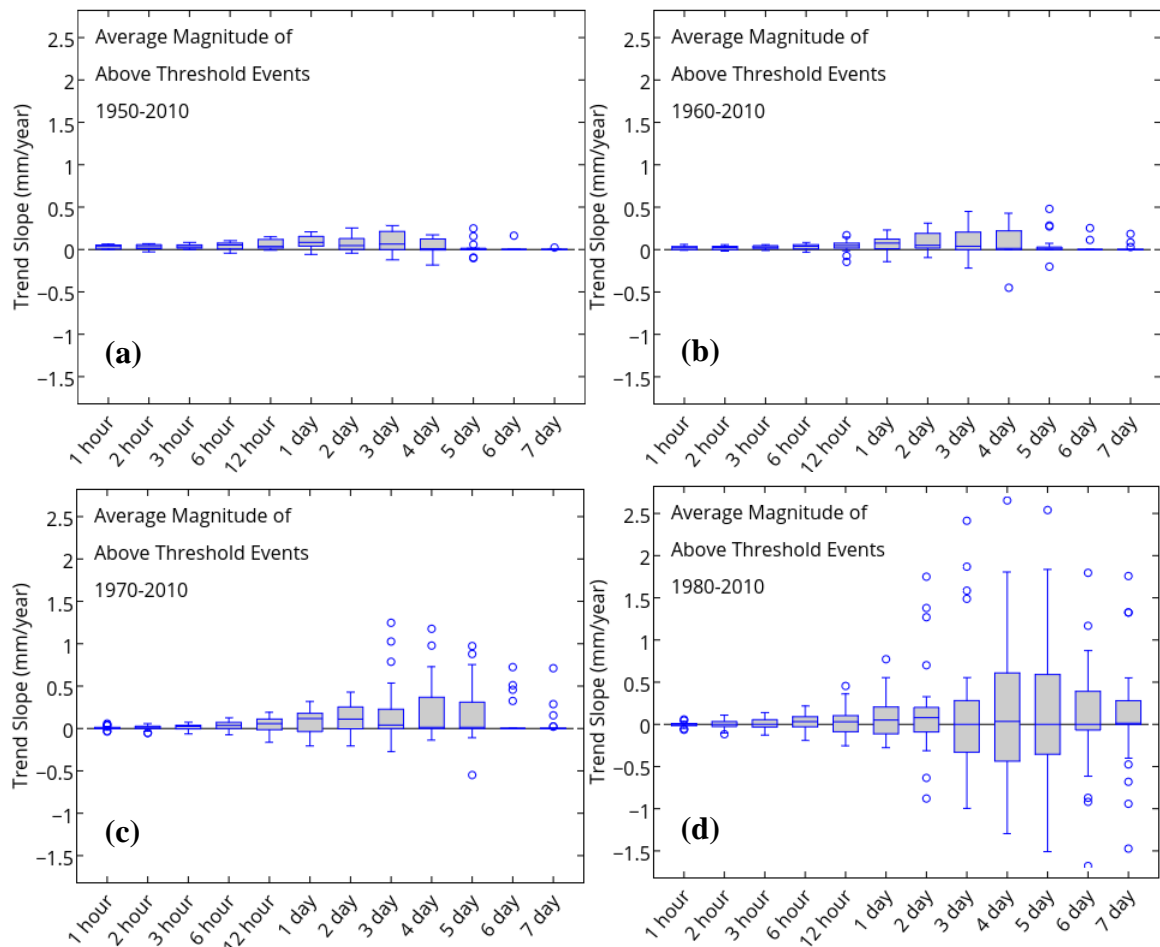 Average Magnitude of
Above Threshold Events
1950-2010
Trend Slope (mm/year)
2.5
2
1.5
1
0.5
0
−0.5
−1
−1.5
(a)
1 hour
2 hour
3 hour
6 hour
12 hour
1 day
2 day
3 day
4 day
5 day
6 day
7 day
Average Magnitude of
Above Threshold Events
1960-2010
Trend Slope (mm/year)
2.5
2
1.5
1
0.5
0
−0.5
−1
−1.5
(b)
1 hour
2 hour
3 hour
6 hour
12 hour
1 day
2 day
3 day
4 day
5 day
6 day
7 day
Average Magnitude of
Above Threshold Events
1970-2010
Trend Slope (mm/year)
2.5
2
1.5
1
0.5
0
−0.5
−1
−1.5
(c)
1 hour
2 hour
3 hour
6 hour
12 hour
1 day
2 day
3 day
4 day
5 day
6 day
7 day
Average Magnitude of
Above Threshold Events
1980-2010
Trend Slope (mm/year)
2.5
2
1.5
1
0.5
0
−0.5
−1
−1.5
(d)
1 hour
2 hour
3 hour
6 hour
12 hour
1 day
2 day
3 day
4 day
5 day
6 day
7 day